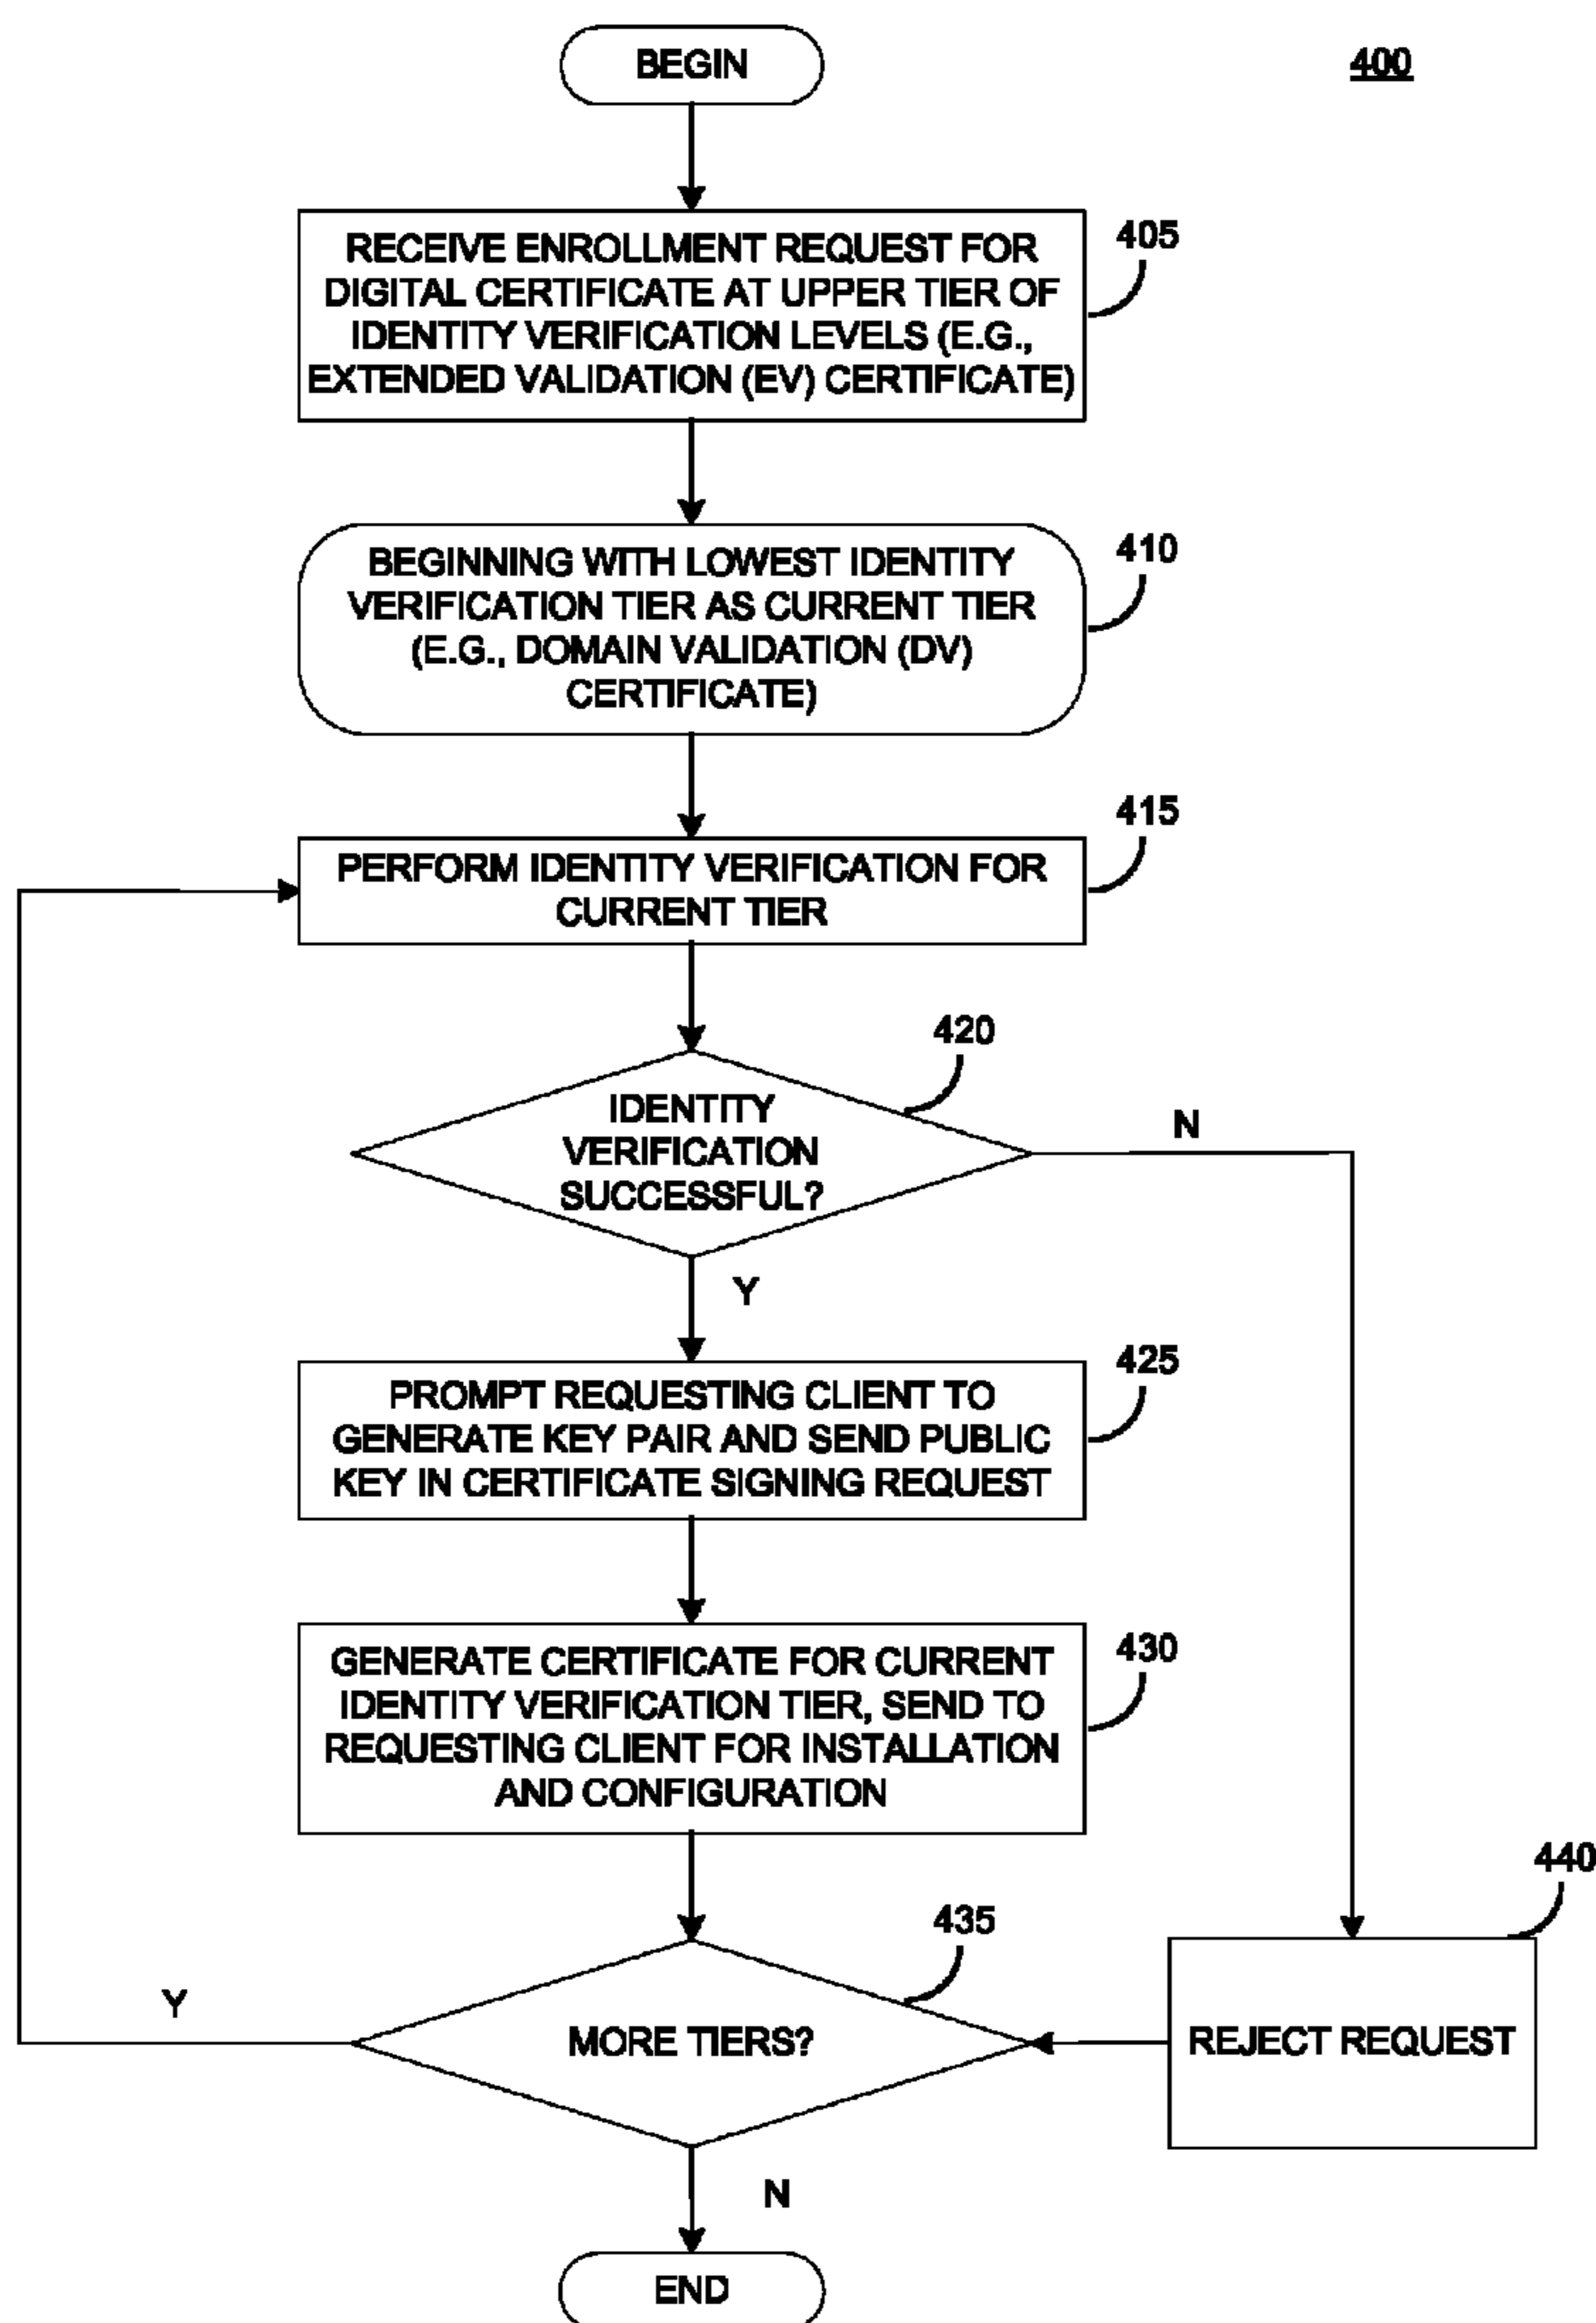 BEGIN
400
RECEIVE ENROLLMENT REQUEST FOR
DIGITAL CERTIFICATE AT UPPER TIER OF
IDENTITY VERIFICATION LEVELS (E.G.,
EXTENDED VALIDATION (EV) CERTIFICATE)
405
BEGINNING WITH LOWEST IDENTITY
VERIFICATION TIER AS CURRENT TIER
(E.G., DOMAIN VALIDATION (DV)
CERTIFICATE)
410
PERFORM IDENTITY VERIFICATION FOR
CURRENT TIER
415
IDENTITY
VERIFICATION
SUCCESSFUL?
420
N
Y
PROMPT REQUESTING CLIENT TO
GENERATE KEY PAIR AND SEND PUBLIC
KEY IN CERTIFICATE SIGNING REQUEST
425
GENERATE CERTIFICATE FOR CURRENT
IDENTITY VERIFICATION TIER, SEND TO
REQUESTING CLIENT FOR INSTALLATION
AND CONFIGURATION
430
MORE TIERS?
435
Y
REJECT REQUEST
440
N
END